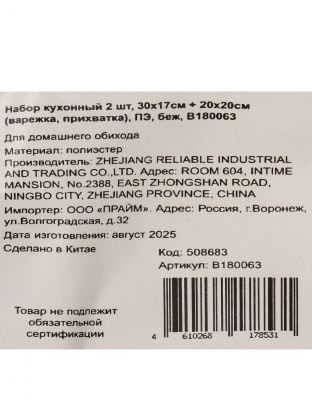 Набор кухонный 2 шт, 30х17см + 20х20см
(варежка, прихватка), ПЭ, беж, B180063
Для домашнего обихода
Материал: полиэстер
Производитель: ZHEJIANG RELIABLE INDUSTRIAL
AND TRADING CO.,LTD. Адрес: ROOM 604, INTIME
MANSION, No.2388, EAST ZHONGSHAN ROAD,
NINGBO CITY, ZHEJIANG PROVINCE, CHINA
Импортер: ООО «ПРАЙМ». Адрес: Россия, г.Воронеж,
ул.Волгоградская, д.32
Дата изготовления: август 2025
Сделано в Китае
Код: 508683
Артикул: B180063
Товар не подлежит
обязательной
сертификации
4 610268 178531